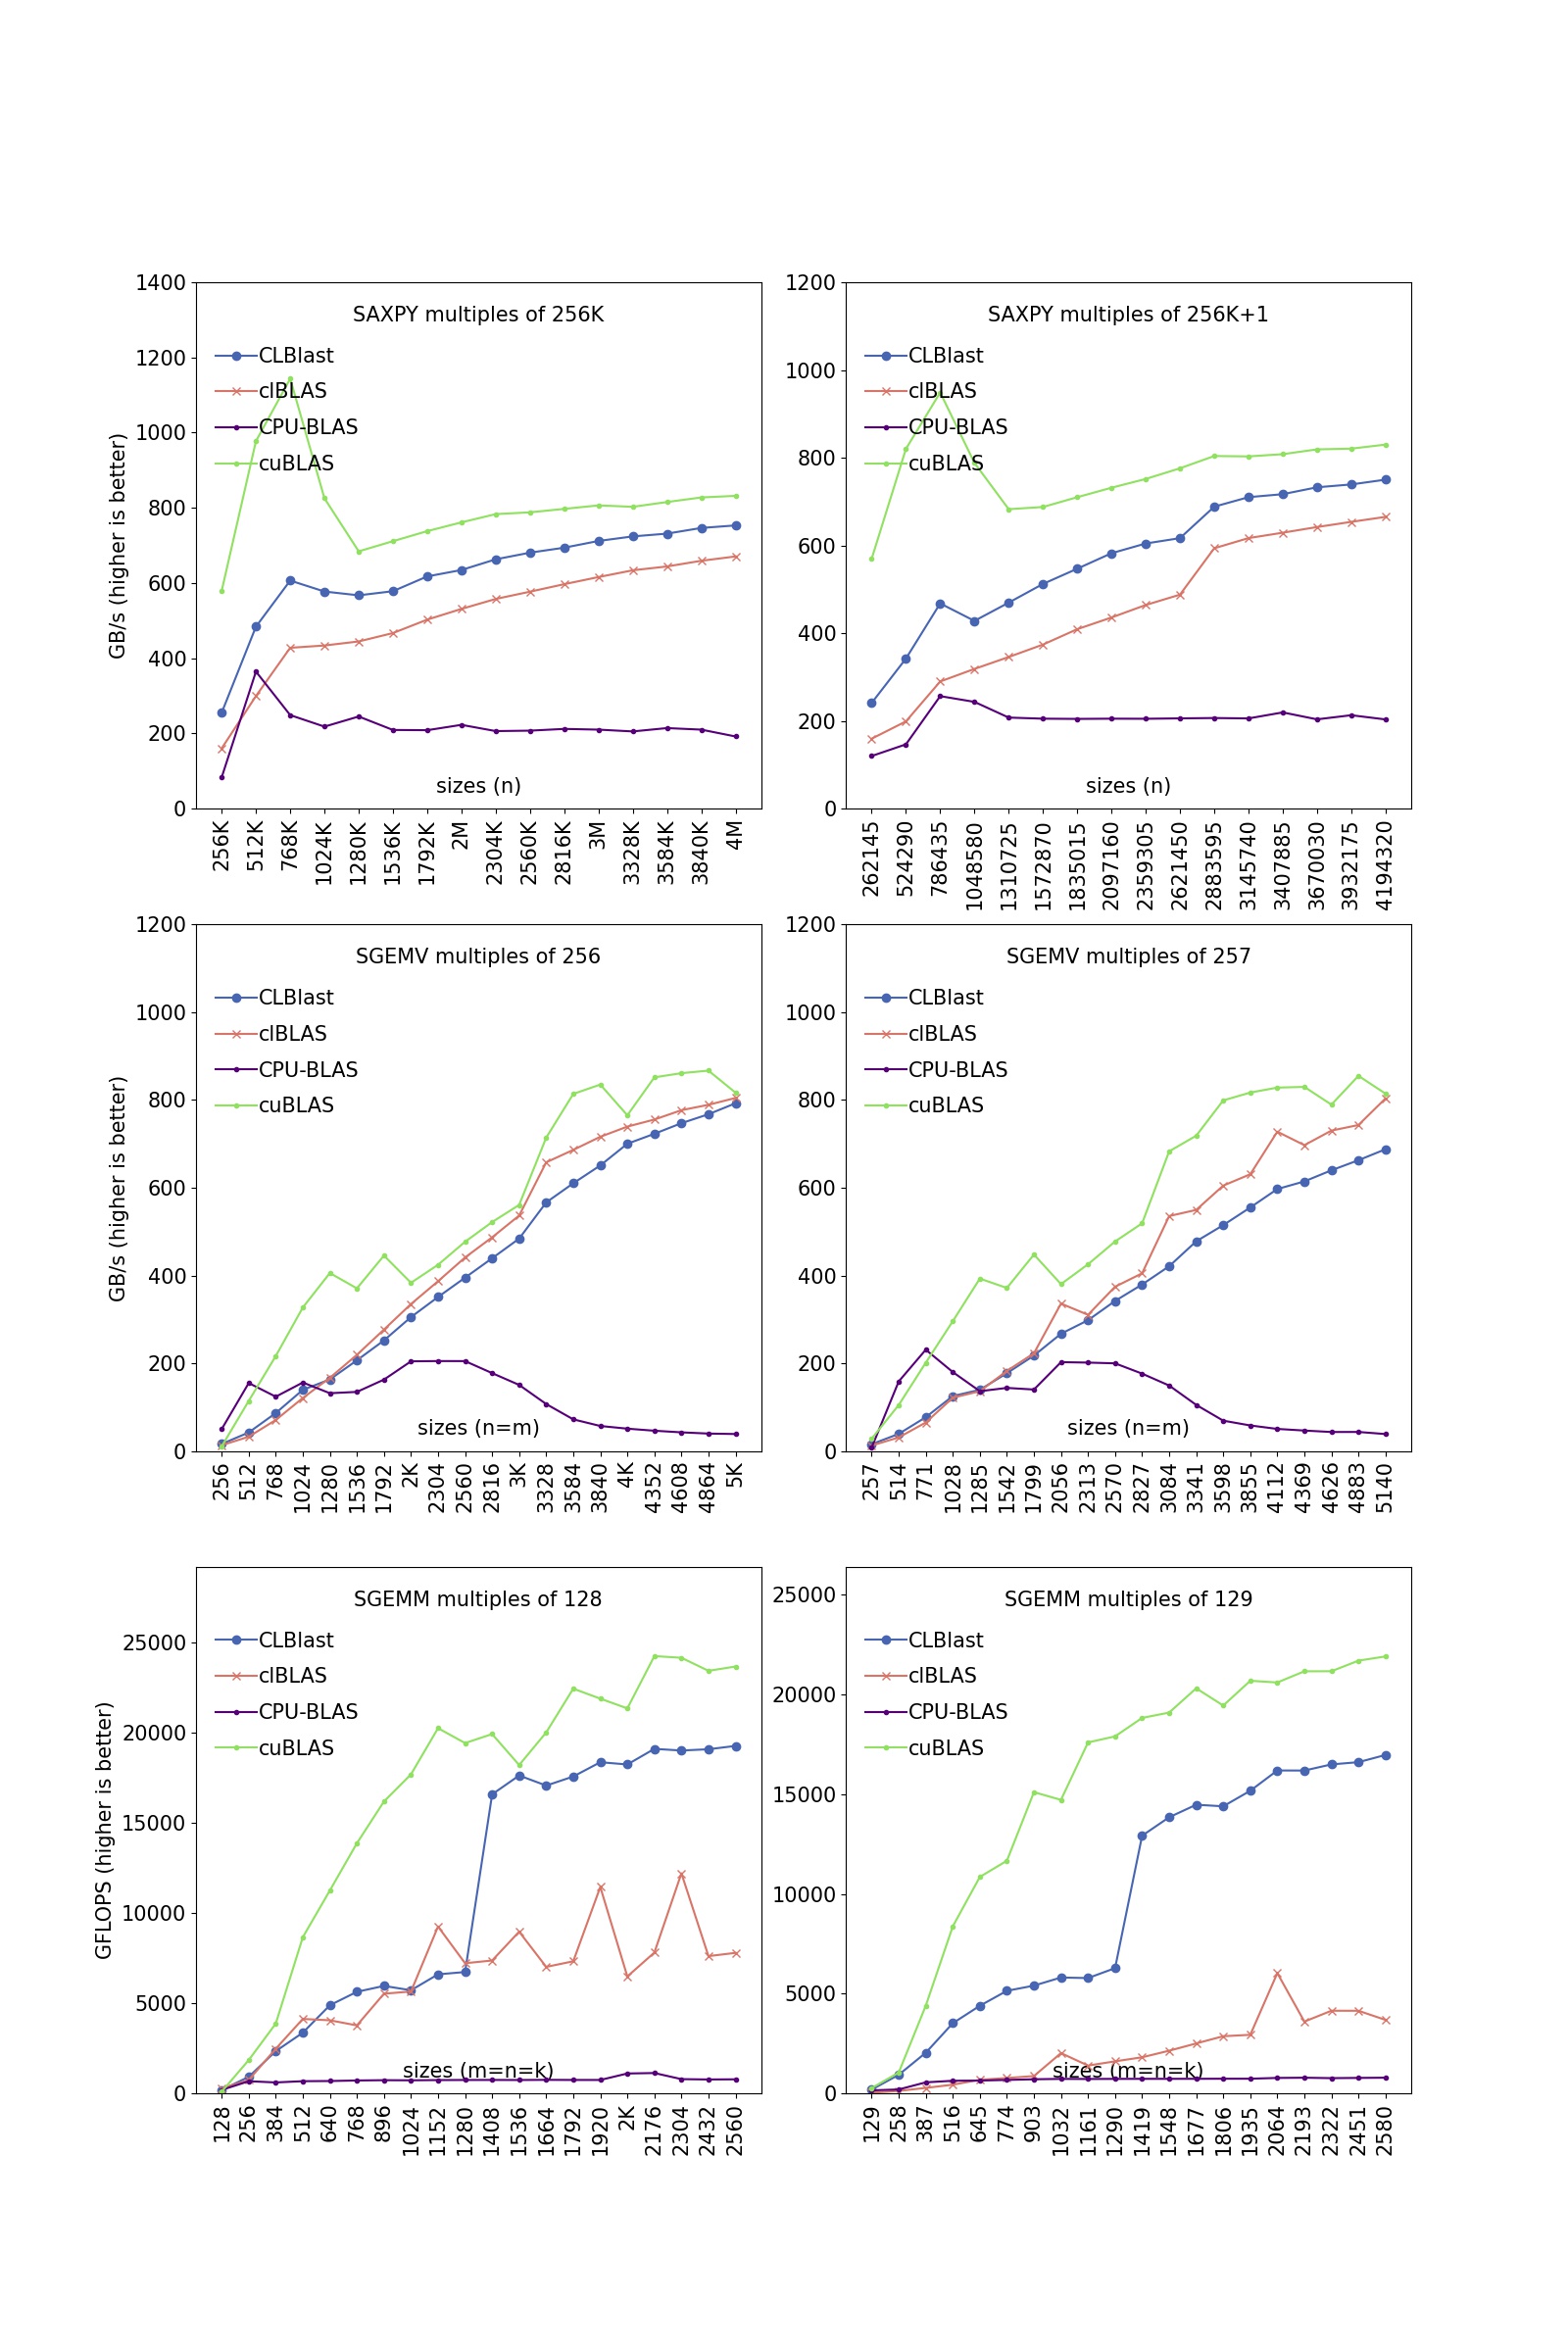 SAXPY multiples of 256K
GB/s (higher is better)
1400
1200
1000
800
600
400
200
0
CLBlast
clBLAS
CPU-BLAS
cuBLAS
sizes (n)
256K 512K 768K 1024K 1280K 1536K 1792K 2M 2304K 2560K 2816K 3M 3328K 3584K 3840K 4M
SAXPY multiples of 256K+1
1200
1000
800
600
400
200
0
CLBlast
clBLAS
CPU-BLAS
cuBLAS
sizes (n)
262145 524290 786435 1048580 1310725 1572870 1835015 2097160 2359305 2621450 2883595 3145740 3407885 3670030 3932175 4194320
SGEMV multiples of 256
GB/s (higher is better)
1200
1000
800
600
400
200
0
CLBlast
clBLAS
CPU-BLAS
cuBLAS
sizes (n=m)
256 512 768 1024 1280 1536 1792 2K 2304 2560 2816 3K 3328 3584 3840 4K 4352 4608 4864 5K
SGEMV multiples of 257
1200
1000
800
600
400
200
0
CLBlast
clBLAS
CPU-BLAS
cuBLAS
sizes (n=m)
257 514 771 1028 1285 1542 1799 2056 2313 2570 2827 3084 3341 3598 3855 4112 4369 4626 4883 5140
SGEMM multiples of 128
GFLOPS (higher is better)
25000
20000
15000
10000
5000
0
CLBlast
clBLAS
CPU-BLAS
cuBLAS
sizes (m=n=k)
128 256 384 512 640 768 896 1024 1152 1280 1408 1536 1664 1792 1920 2K 2176 2304 2432 2560
SGEMM multiples of 129
25000
20000
15000
10000
5000
0
CLBlast
clBLAS
CPU-BLAS
cuBLAS
sizes (m=n=k)
129 258 387 516 645 774 903 1032 1161 1290 1419 1548 1677 1806 1935 2064 2193 2322 2451 2580